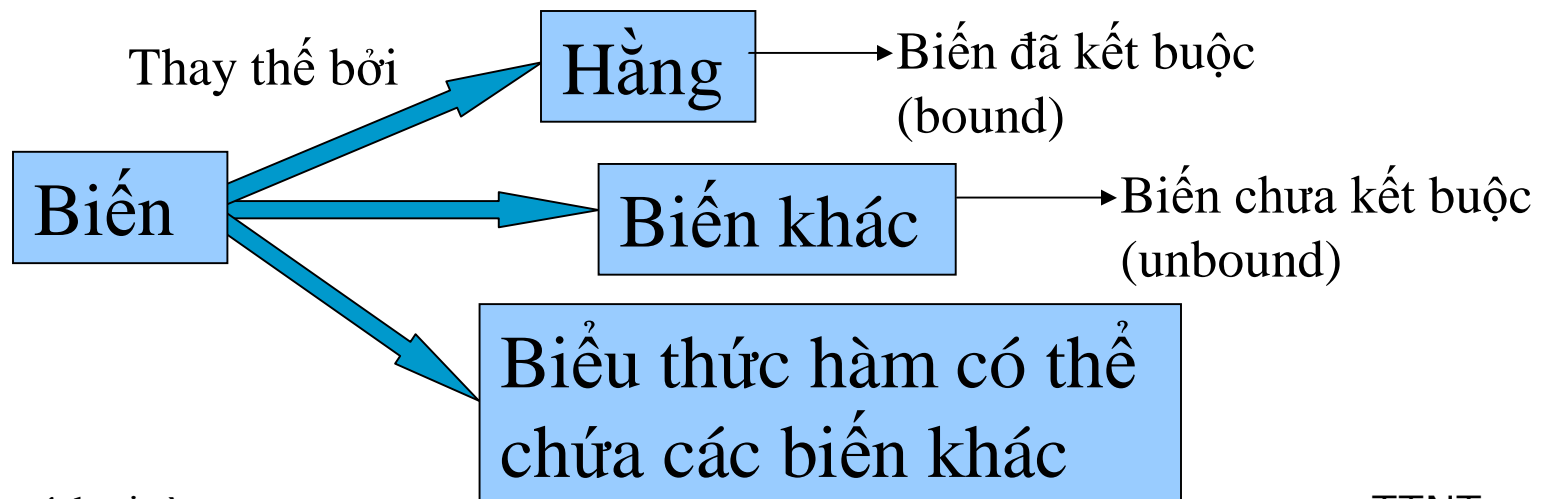 Thay thế bởi
Hằng
Biến đã kết buộc
(bound)
Biến
Biến khác
Biến chưa kết buộc
(unbound)
Biểu thức hàm có thể
chứa các biến khác